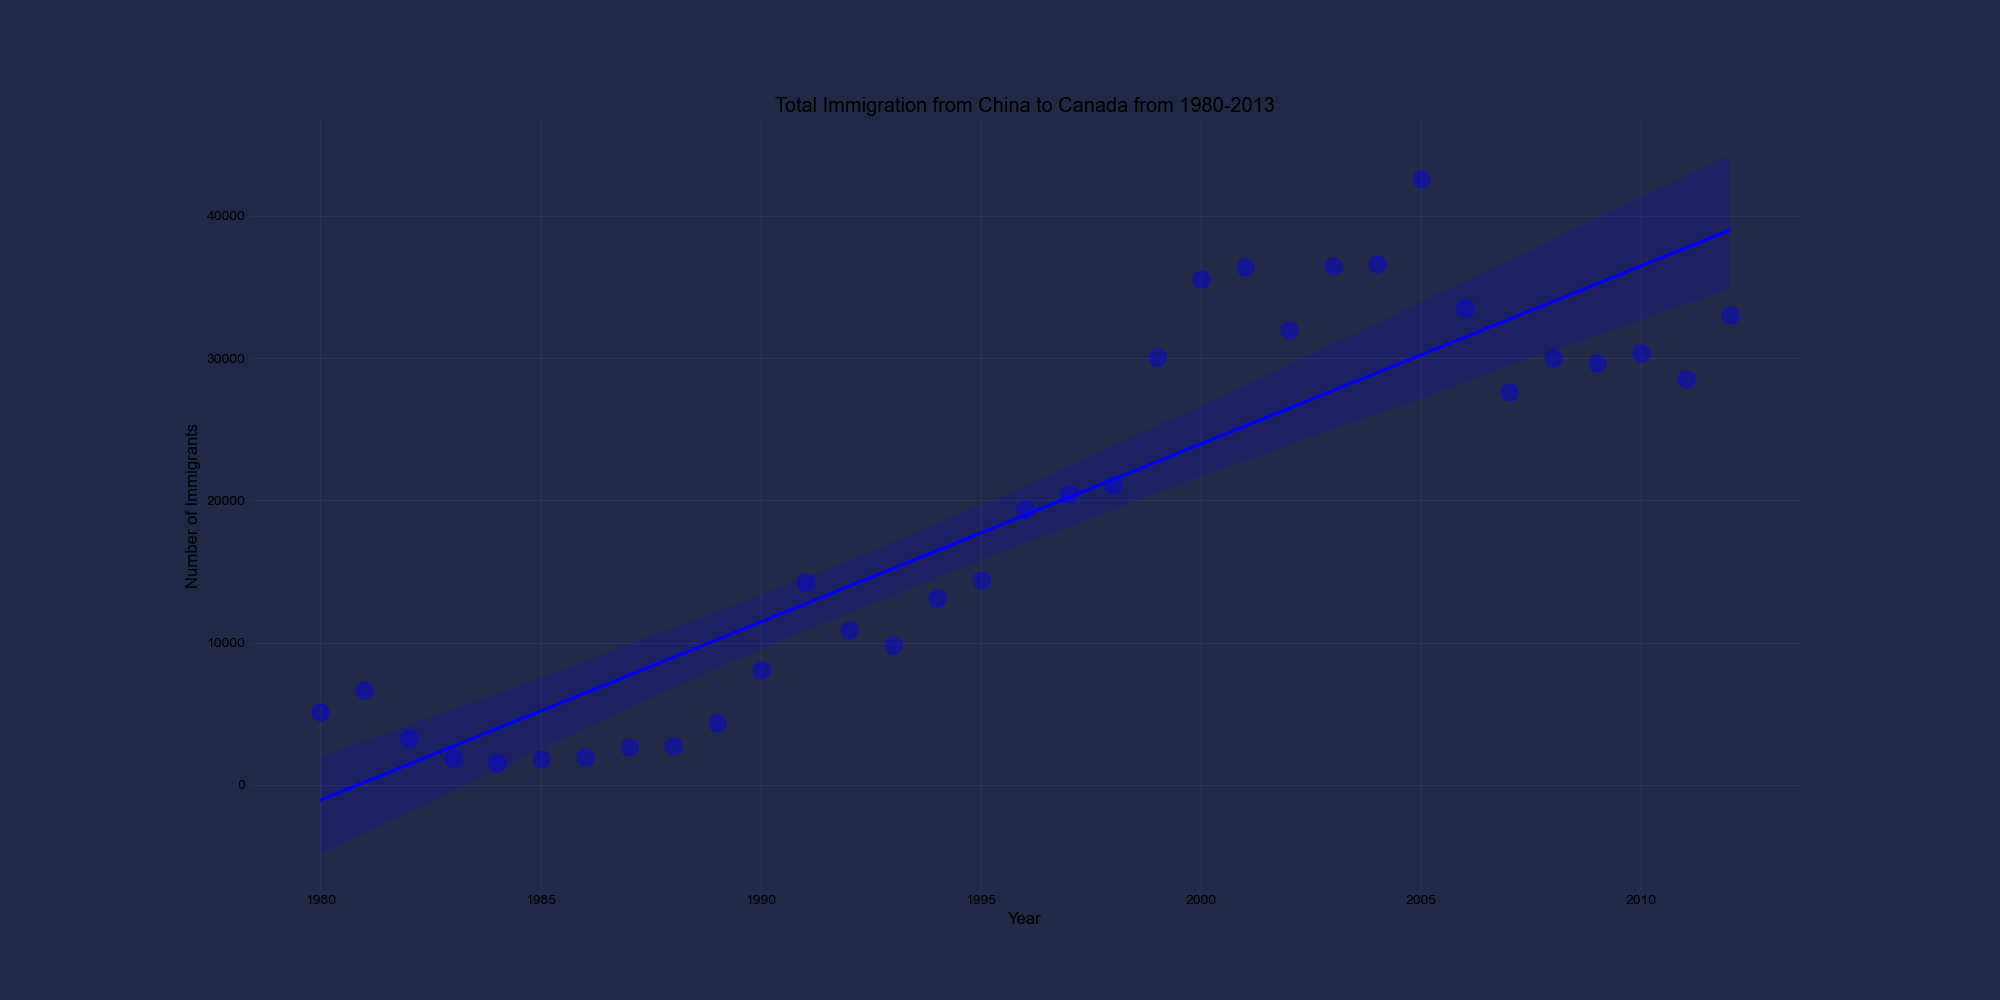 Total Immigration from China to Canada from 1980-2013
40000
30000
20000
10000
0
Number of Immigrants
1980 1985 1990 1995 2000 2005 2010
Year